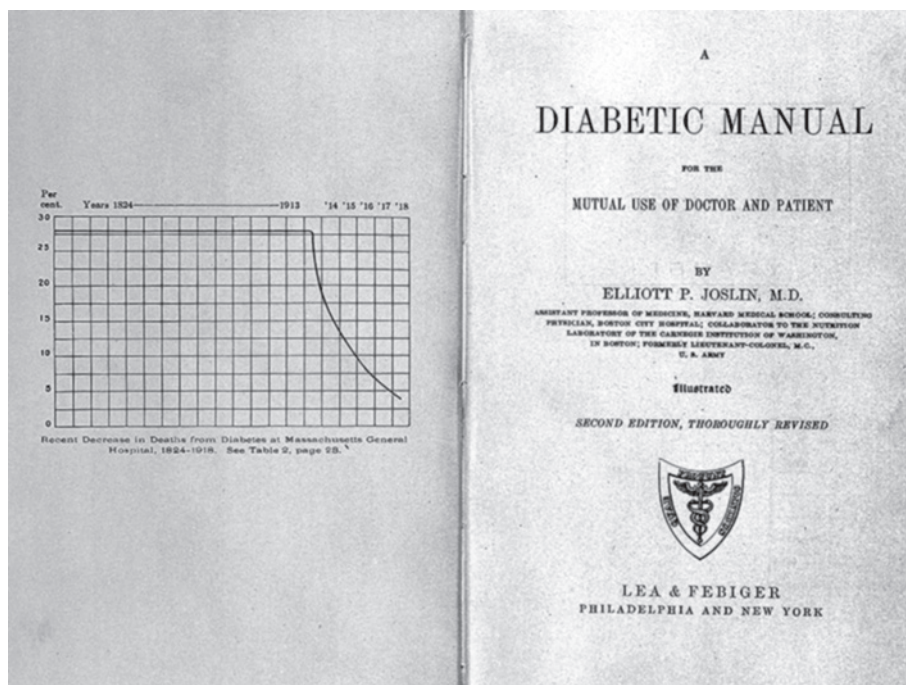 Per
cent. Years 1824 1913 '14 '15 '16 '17 '18
30
25
20
15
10
5
0
Recent Decrease in Deaths from Diabetes at Massachusetts General
Hospital, 1824-1918. See Table 2, page 28.
A
DIABETIC MANUAL
FOR THE
MUTUAL USE OF DOCTOR AND PATIENT
BY
ELLIOTT P. JOSLIN, M.D.
ASSISTANT PROFESSOR OF MEDICINE, HARVARD MEDICAL SCHOOL; CONSULTING
PHYSICIAN, BOSTON CITY HOSPITAL; COLLABORATOR TO THE NUTRITION
LABORATORY OF THE CARNEGIE INSTITUTION OF WASHINGTON,
IN BOSTON; FORMERLY LIEUTENANT-COLONEL, M.C.,
U. S. ARMY
Illustrated
SECOND EDITION, THOROUGHLY REVISED
LEA & FEBIGER
PHILADELPHIA AND NEW YORK